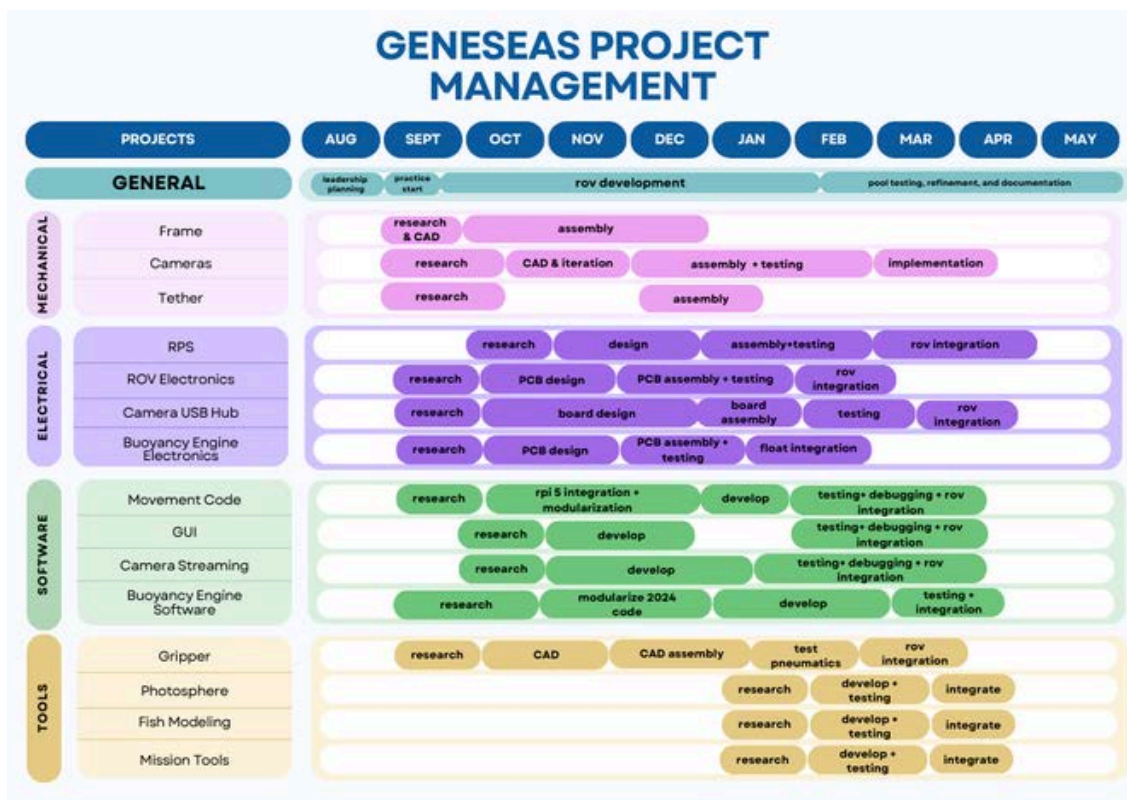 GENESEAS PROJECT
MANAGEMENT
PROJECTS
AUG
SEPT
OCT
NOV
DEC
JAN
FEB
MAR
APR
MAY
GENERAL
leadership
planning
practice
start
rov development
pool testing, refinement, and documentation
MECHANICAL
Frame
research
& CAD
assembly
Cameras
research
CAD & iteration
assembly + testing
implementation
Tether
research
assembly
ELECTRICAL
RPS
research
design
assembly+testing
rov integration
ROV Electronics
research
PCB design
PCB assembly + testing
rov
integration
Camera USB Hub
research
board design
board
assembly
testing
rov
integration
Buoyancy Engine
Electronics
research
PCB design
PCB assembly +
testing
float integration
SOFTWARE
Movement Code
research
rpi 5 integration +
modularization
develop
testing+ debugging + rov
integration
GUI
research
develop
testing+ debugging + rov
integration
Camera Streaming
research
develop
testing+ debugging + rov
integration
Buoyancy Engine
Software
research
modularize 2024
code
develop
testing +
integration
TOOLS
Gripper
research
CAD
CAD assembly
test
pneumatics
rov
integration
Photosphere
research
develop +
testing
integrate
Fish Modeling
research
develop +
testing
integrate
Mission Tools
research
develop +
testing
integrate